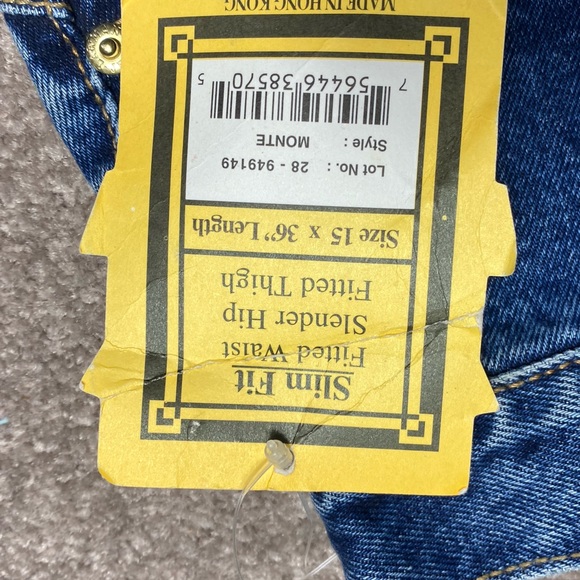 Slim Fit
Fitted Waist
Slender Hip
Fitted Thigh
Size 15 x 36' Length
Lot No. : 28 - 949149
Style : MONTE
7 56446 38570 5
MADE IN HONG KONG